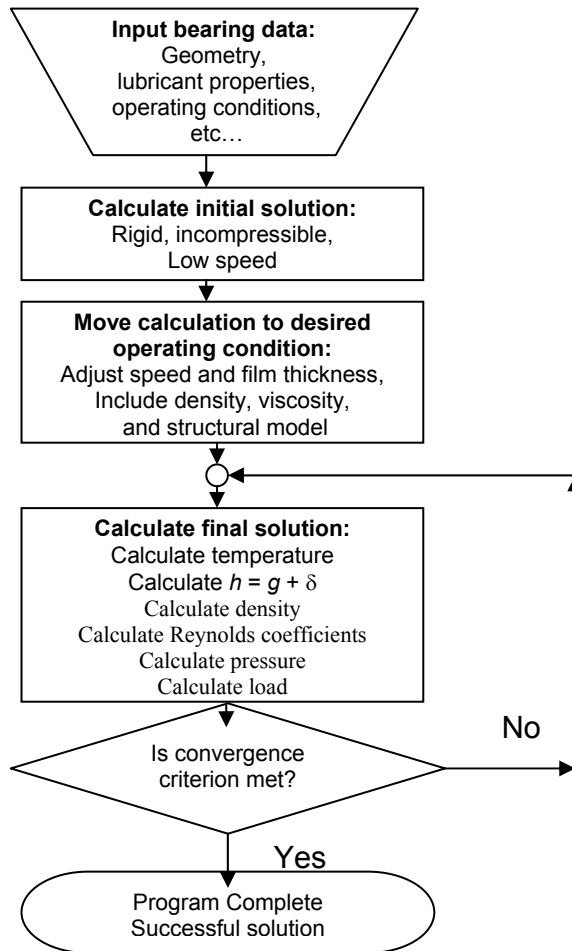 Input bearing data:
Geometry,
lubricant properties,
operating conditions,
etc…
Calculate initial solution:
Rigid, incompressible,
Low speed
Move calculation to desired
operating condition:
Adjust speed and film thickness,
Include density, viscosity,
and structural model
Calculate final solution:
Calculate temperature
Calculate h = g + δ
Calculate density
Calculate Reynolds coefficients
Calculate pressure
Calculate load
Is convergence
criterion met?
No
Yes
Program Complete
Successful solution